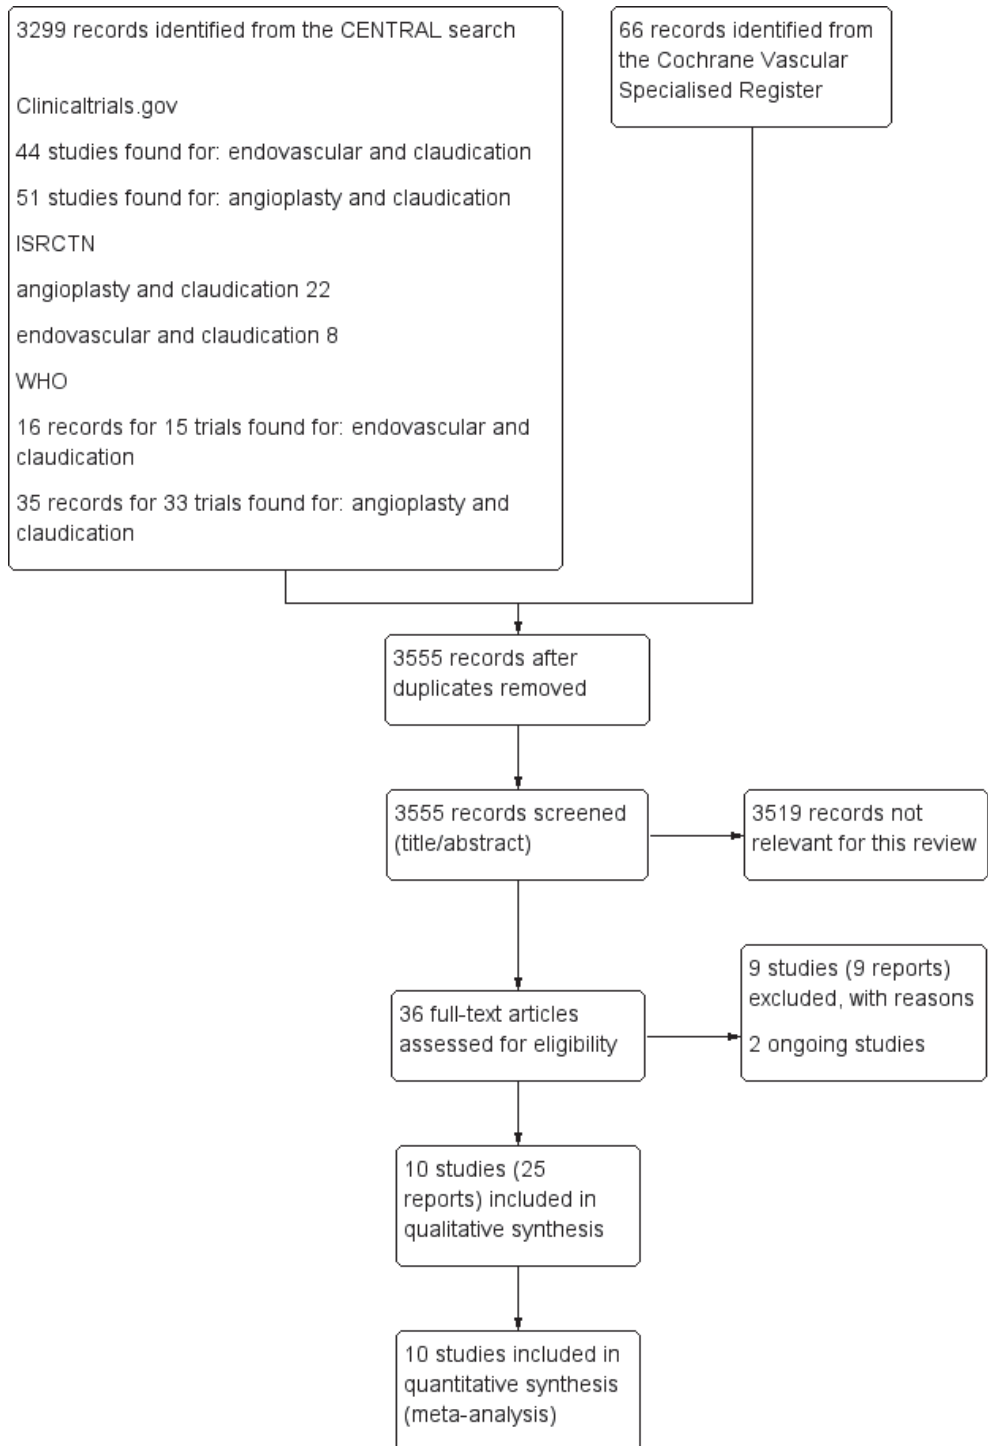 3299 records identified from the CENTRAL search
Clinicaltrials.gov
44 studies found for: endovascular and claudication
51 studies found for: angioplasty and claudication
ISRCTN
angioplasty and claudication 22
endovascular and claudication 8
WHO
16 records for 15 trials found for: endovascular and
claudication
35 records for 33 trials found for: angioplasty and
claudication
66 records identified from
the Cochrane Vascular
Specialised Register
3555 records after
duplicates removed
3555 records screened
(title/abstract)
3519 records not
relevant for this review
36 full-text articles
assessed for eligibility
9 studies (9 reports)
excluded, with reasons
2 ongoing studies
10 studies (25
reports) included in
qualitative synthesis
10 studies included in
quantitative synthesis
(meta-analysis)